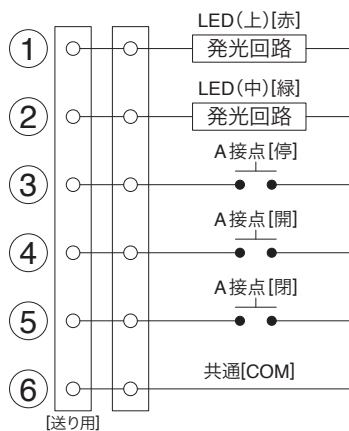 LED(上)[赤]
① 発光回路
LED(中)[緑]
② 発光回路
A接点[停]
③
A接点[開]
④
A接点[閉]
⑤
共通[COM]
⑥
[送り用]